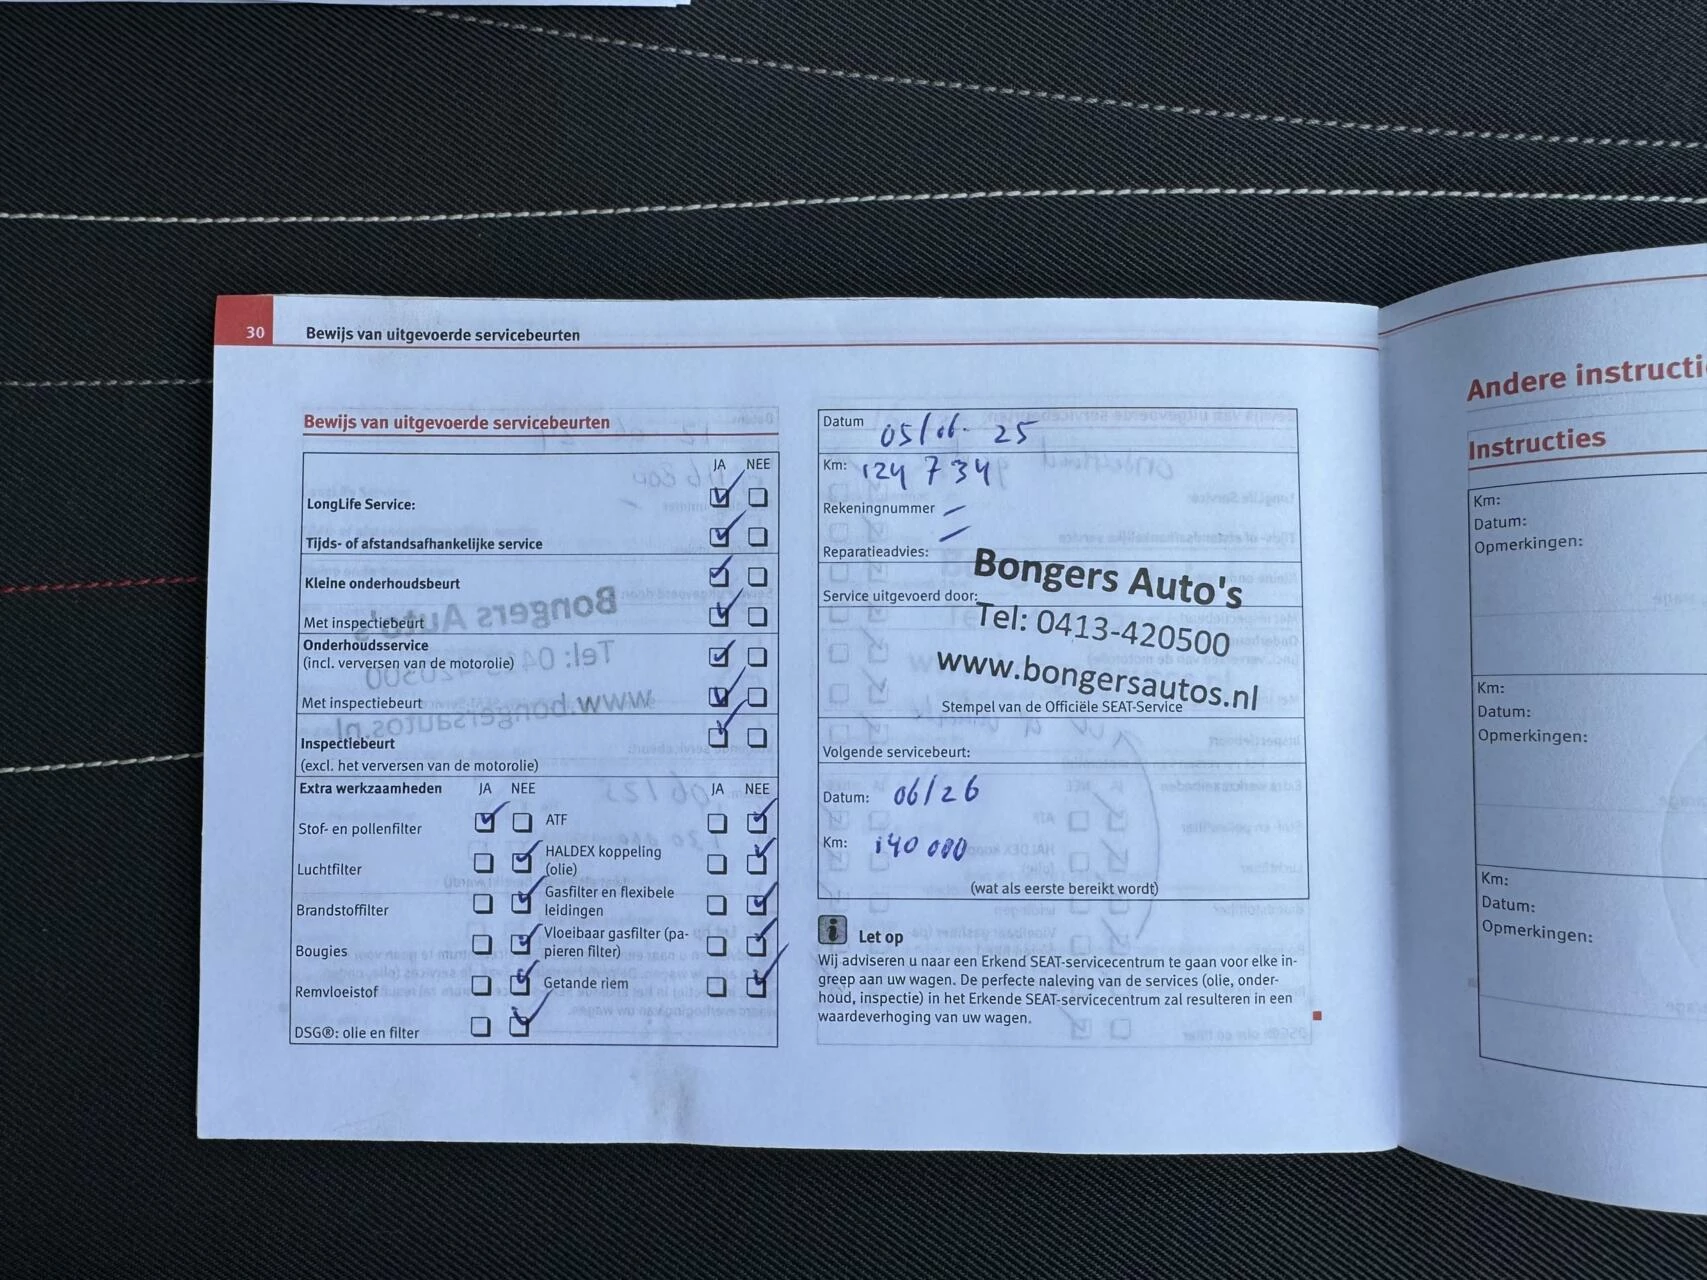 30 Bewijs van uitgevoerde servicebeurten
Bewijs van uitgevoerde servicebeurten
JA NEE
LongLife Service:
Tijds- of afstandsafhankelijke service
Kleine onderhoudsbeurt
Met inspectiebeurt
Onderhoudsservice
(incl. verversen van de motorolie)
Met inspectiebeurt
Inspectiebeurt
(excl. het verversen van de motorolie)
Extra werkzaamheden JA NEE JA NEE
Stof- en pollenfilter ATF
Luchtfilter HALDEX koppeling
(olie)
Brandstoffilter Gasfilter en flexibele
leidingen
Bougies Vloeibaar gasfilter (pa-
pieren filter)
Remvloeistof Getande riem
DSG®: olie en filter
Datum 05/06-25
Km: 124 734
Rekeningnummer
Reparatieadvies:
Service uitgevoerd door:
Bongers Auto's
Tel: 0413-420500
www.bongersautos.nl
Stempel van de Officiële SEAT-Service
Volgende servicebeurt:
Datum: 06/26
Km: 140 000
(wat als eerste bereikt wordt)
Let op
Wij adviseren u naar een Erkend SEAT-servicecentrum te gaan voor elke in-
greep aan uw wagen. De perfecte naleving van de services (olie, onder-
houd, inspectie) in het Erkende SEAT-servicecentrum zal resulteren in een
waardeverhoging van uw wagen.
Andere
Instructies
Km:
Datum:
Opmerkingen:
Km:
Datum:
Opmerkingen:
Km:
Datum:
Opmerkingen: